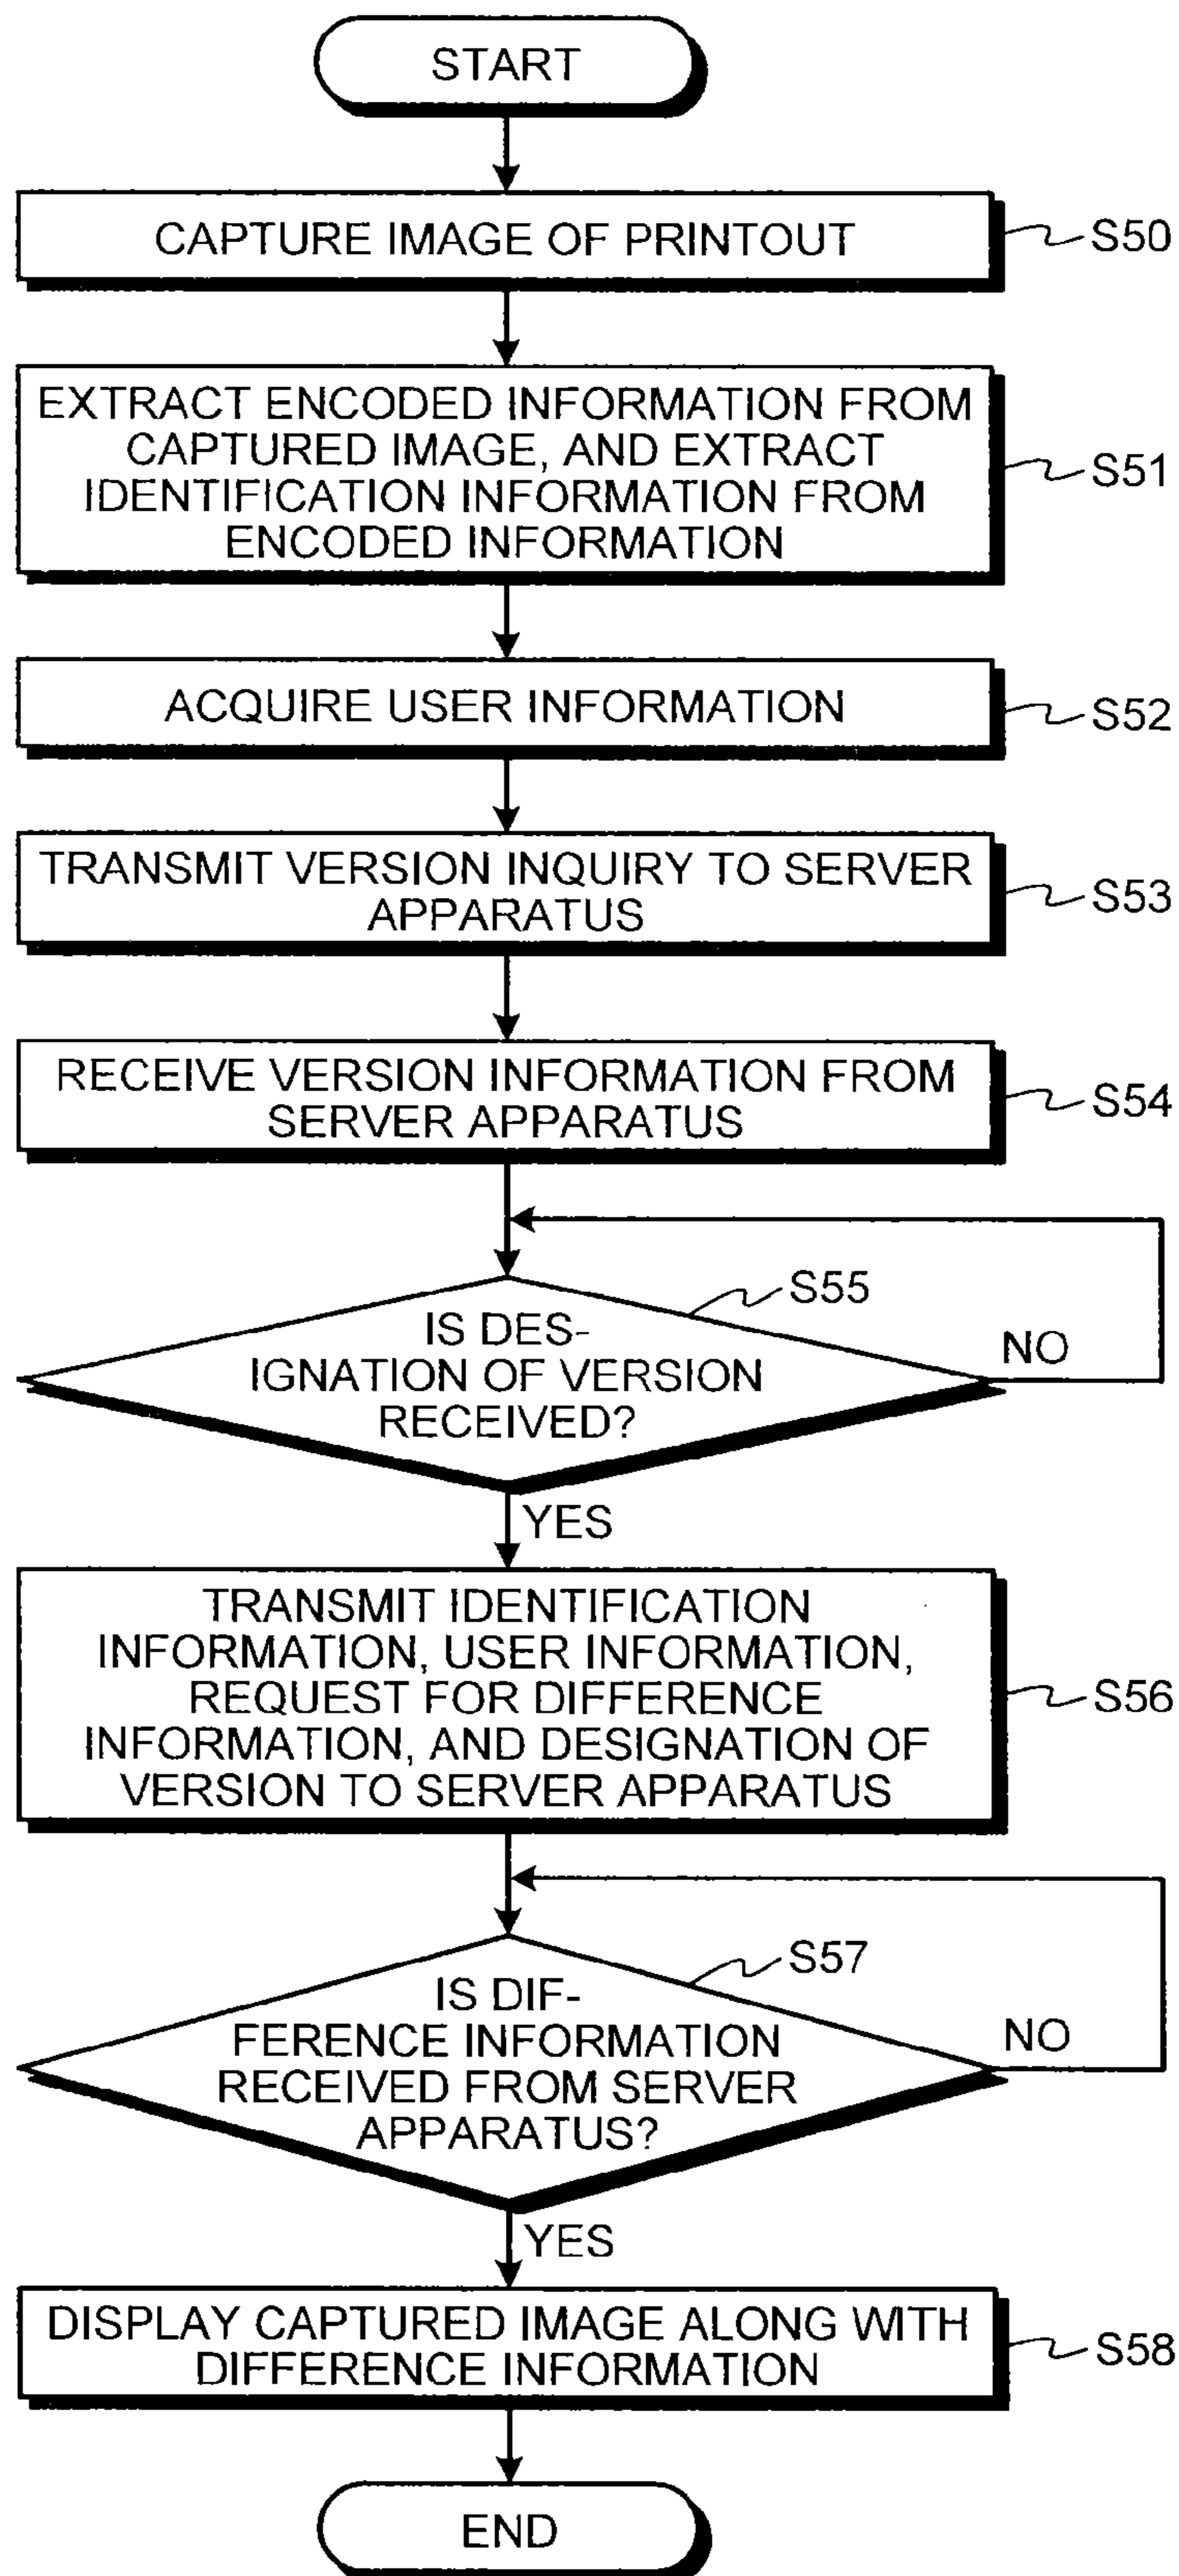 START
CAPTURE IMAGE OF PRINTOUT
S50
EXTRACT ENCODED INFORMATION FROM
CAPTURED IMAGE, AND EXTRACT
IDENTIFICATION INFORMATION FROM
ENCODED INFORMATION
S51
ACQUIRE USER INFORMATION
S52
TRANSMIT VERSION INQUIRY TO SERVER
APPARATUS
S53
RECEIVE VERSION INFORMATION FROM
SERVER APPARATUS
S54
S55
IS DES-
IGNATION OF VERSION
RECEIVED?
NO
YES
TRANSMIT IDENTIFICATION
INFORMATION, USER INFORMATION,
REQUEST FOR DIFFERENCE
INFORMATION, AND DESIGNATION OF
VERSION TO SERVER APPARATUS
S56
S57
IS DIF-
FERENCE INFORMATION
RECEIVED FROM SERVER
APPARATUS?
NO
YES
DISPLAY CAPTURED IMAGE ALONG WITH
DIFFERENCE INFORMATION
S58
END